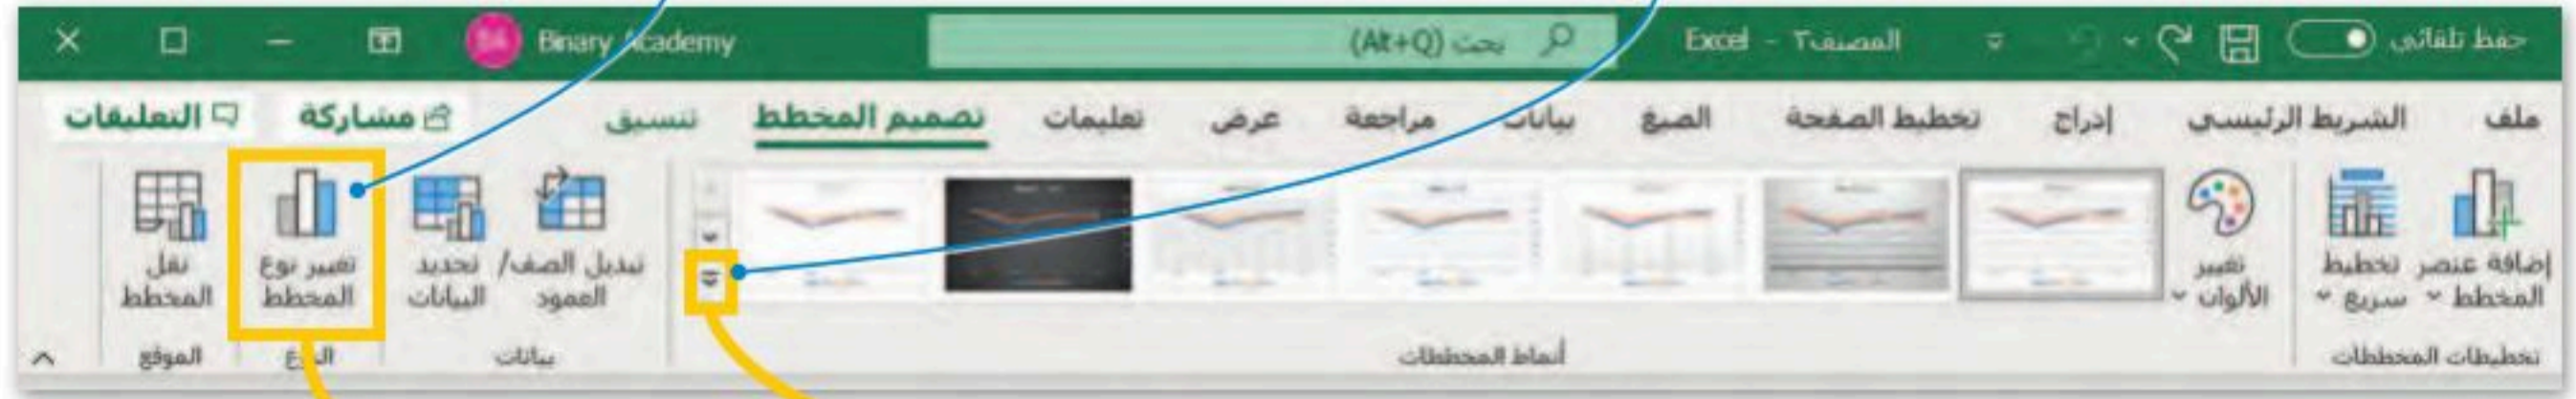 حفظ تلقائي المصنف٣ - Excel بحث (Alt+Q) Binary Academy
ملف الشريط الرئيسي إدراج تخطيط الصفحة الصيغ بيانات مراجعة عرض تعليمات تصميم المخطط تنسيق مشاركة التعليقات
إضافة عنصر تخطيط تغيير تبديل الصف/ تحديد تغيير نوع نقل
المخطط سريع الألوان العمود البيانات المخطط المخطط
تخطيطات المخططات أنماط المخططات بيانات النوع الموقع